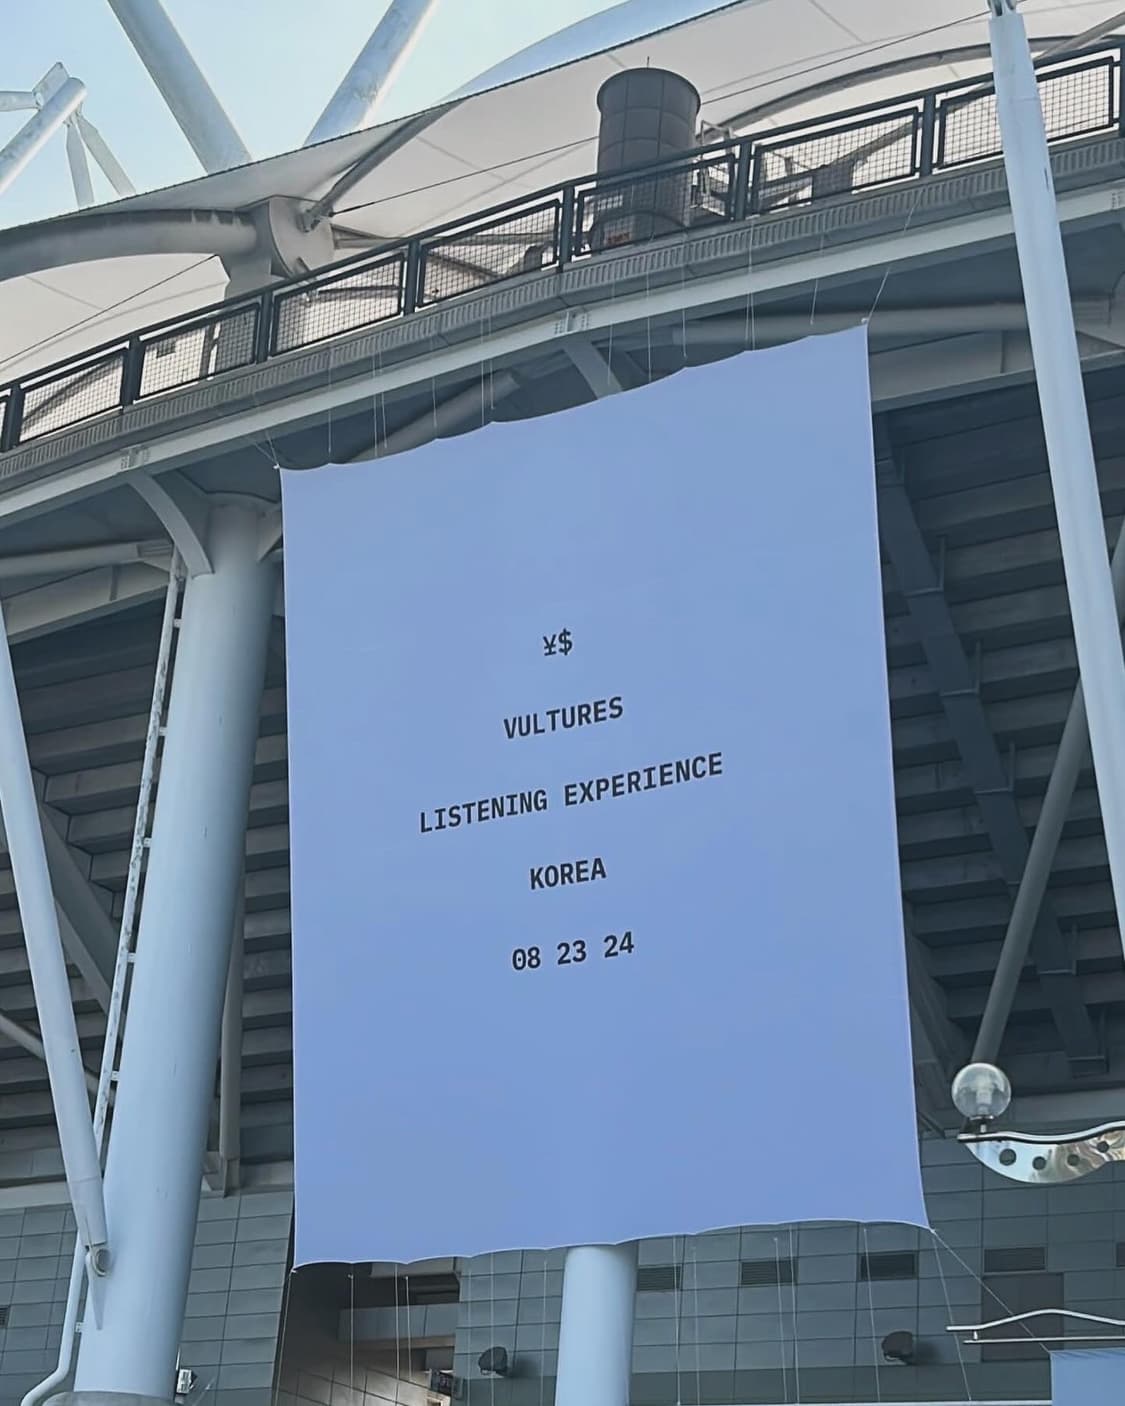 ¥$
VULTURES
LISTENING EXPERIENCE
KOREA
08 23 24